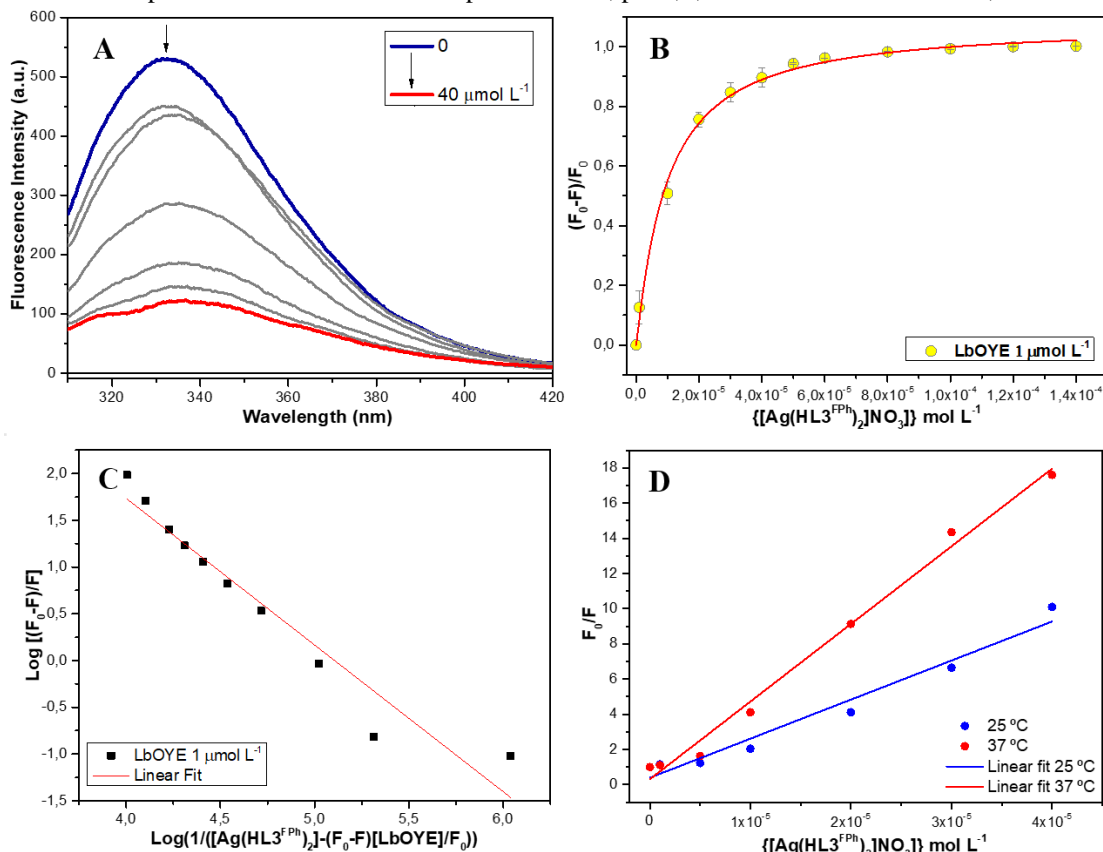 600
500
400
300
200
100
0
A
0
40 μmol L⁻¹
320 340 360 380 400 420
Wavelength (nm)
Fluorescence Intensity (a.u.)
B
1,0
0,8
0,6
0,4
0,2
0,0
LbOYE 1 μmol L⁻¹
0,0 2,0x10⁻⁵ 4,0x10⁻⁵ 6,0x10⁻⁵ 8,0x10⁻⁵ 1,0x10⁻⁴ 1,2x10⁻⁴ 1,4x10⁻⁴
{[Ag(HL3ᶠᴾʰ)₂]NO₃]} mol L⁻¹
(F₀-F)/F₀
C
2,0
1,5
1,0
0,5
0,0
-0,5
-1,0
-1,5
LbOYE 1 μmol L⁻¹
Linear Fit
4,0 4,5 5,0 5,5 6,0
Log(1/([Ag(HL3ᶠᴾʰ)₂]-(F₀-F)[LbOYE]/F₀))
Log [(F₀-F)/F]
D
18
16
14
12
10
8
6
4
2
0
25 ºC
37 ºC
Linear fit 25 ºC
Linear fit 37 ºC
0 1x10⁻⁵ 2x10⁻⁵ 3x10⁻⁵ 4x10⁻⁵
{[Ag(HL3ᶠᴾʰ)₂]NO₃]} mol L⁻¹
F₀/F